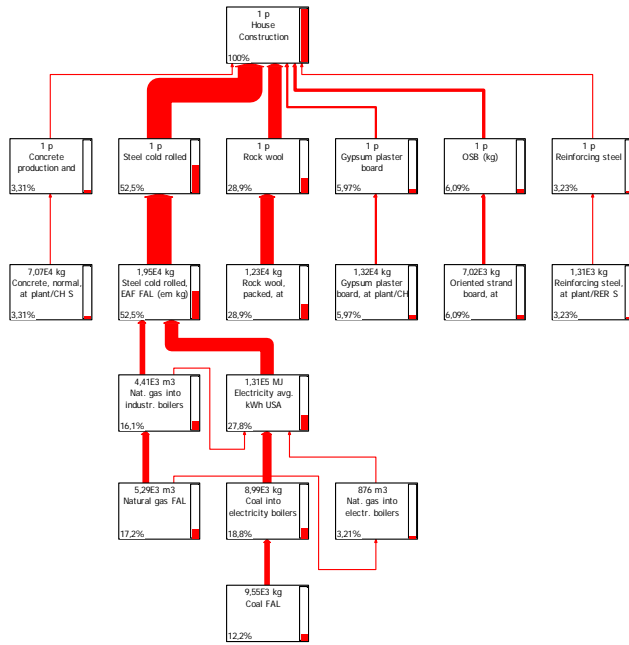 1 p
House
Construction
100%
1 p
Concrete
production and
3,31%
1 p
Steel cold rolled
52,5%
1 p
Rock wool
28,9%
1 p
Gypsum plaster
board
5,97%
1 p
OSB (kg)
6,09%
1 p
Reinforcing steel
3,23%
7,07E4 kg
Concrete, normal,
at plant/CH S
3,31%
1,95E4 kg
Steel cold rolled,
EAF FAL (em kg)
52,5%
1,23E4 kg
Rock wool,
packed, at
28,9%
1,32E4 kg
Gypsum plaster
board, at plant/CH
5,97%
7,02E3 kg
Oriented strand
board, at
6,09%
1,31E3 kg
Reinforcing steel,
at plant/RER S
3,23%
4,41E3 m3
Nat. gas into
industr. boilers
16,1%
1,31E5 MJ
Electricity avg.
kWh USA
27,8%
5,29E3 m3
Natural gas FAL
17,2%
8,99E3 kg
Coal into
electricity boilers
18,8%
876 m3
Nat. gas into
electr. boilers
3,21%
9,55E3 kg
Coal FAL
12,2%